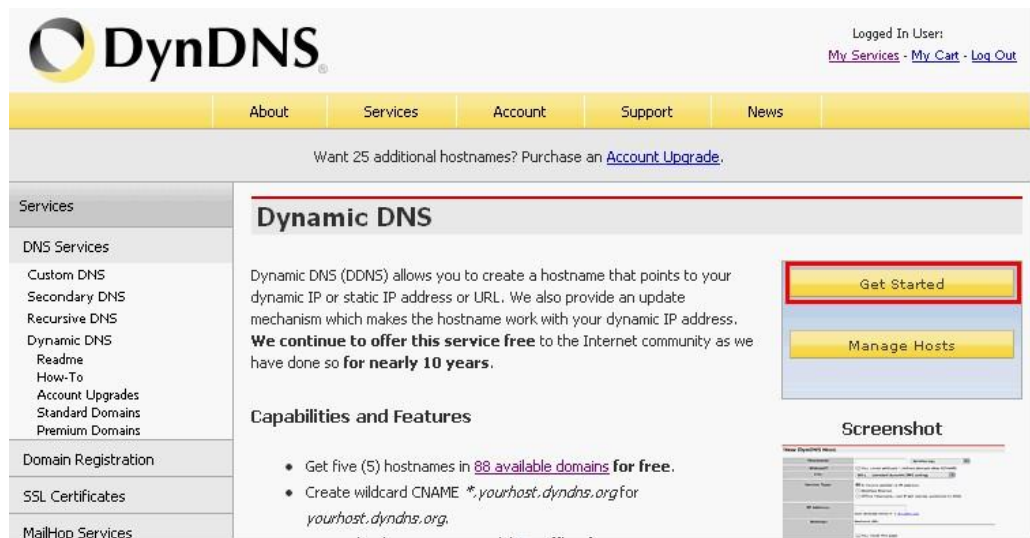 DynDNS®
Logged In User:
My Services - My Cart - Log Out
About Services Account Support News
Want 25 additional hostnames? Purchase an Account Upgrade.
Services
DNS Services
Custom DNS
Secondary DNS
Recursive DNS
Dynamic DNS
Readme
How-To
Account Upgrades
Standard Domains
Premium Domains
Domain Registration
SSL Certificates
MailHop Services
Dynamic DNS
Dynamic DNS (DDNS) allows you to create a hostname that points to your
dynamic IP or static IP address or URL. We also provide an update
mechanism which makes the hostname work with your dynamic IP address.
We continue to offer this service free to the Internet community as we
have done so for nearly 10 years.
Capabilities and Features
• Get five (5) hostnames in 88 available domains for free.
• Create wildcard CNAME *.yourhost.dyndns.org for
yourhost.dyndns.org.
Get Started
Manage Hosts
Screenshot